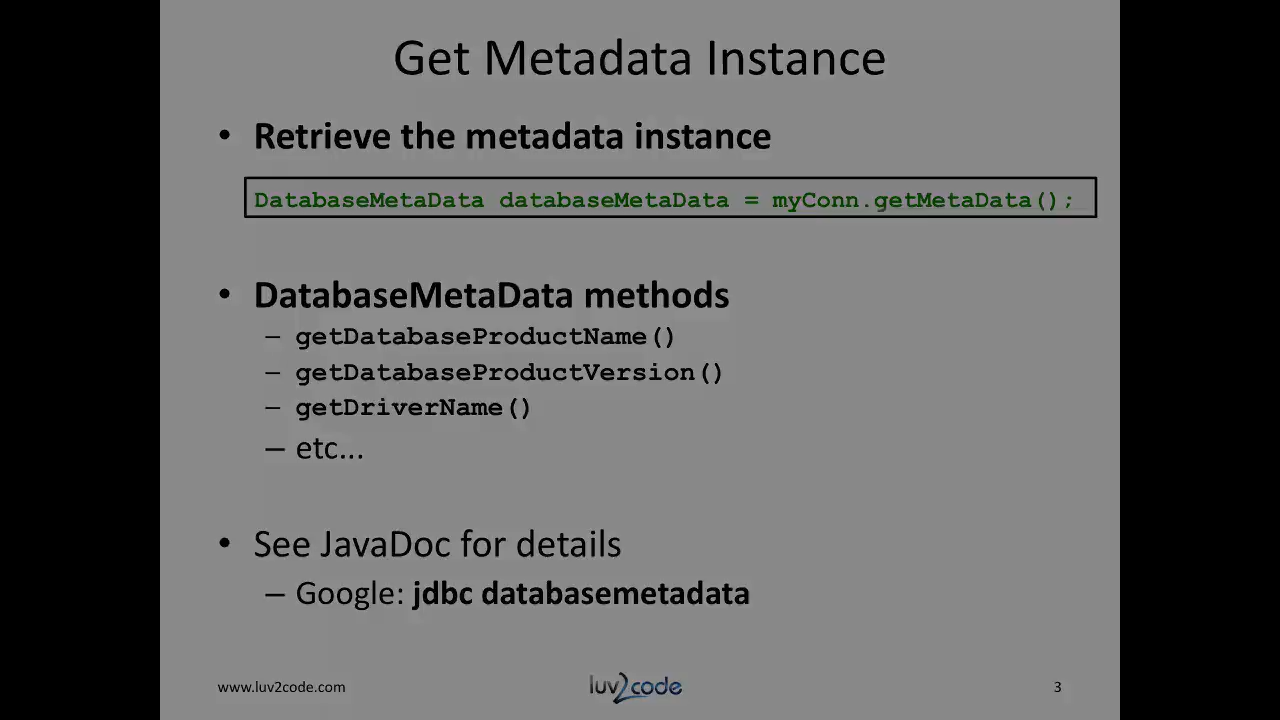 Get Metadata Instance
• Retrieve the metadata instance
DatabaseMetaData databaseMetaData = myConn.getMetaData();
• DatabaseMetaData methods
– getDatabaseProductName()
– getDatabaseProductVersion()
– getDriverName()
– etc...
• See JavaDoc for details
– Google: jdbc databasemetadata
www.luv2code.com luv2code 3